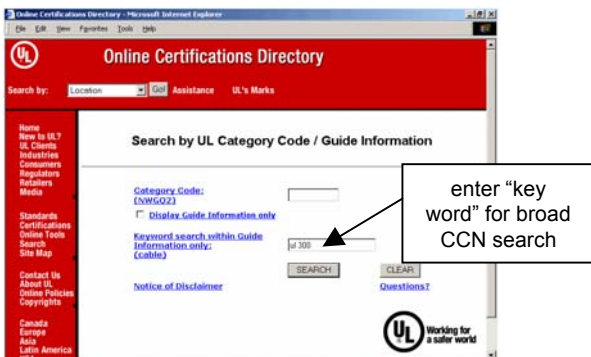 Online Certifications Directory - Microsoft Internet Explorer
File Edit View Favorites Tools Help
UL
Online Certifications Directory
Search by: Location Go! Assistance UL's Marks
Home
New to UL?
UL Clients
Industries
Consumers
Regulators
Retailers
Media
Standards
Certifications
Online Tools
Search
Site Map
Contact Us
About UL
Online Policies
Copyrights
Canada
Europe
Asia
Latin America
Search by UL Category Code / Guide Information
Category Code:
(NWGQ2)
Display Guide Information only
Keyword search within Guide
Information only:
(cable)
ul 300
SEARCH CLEAR
Notice of Disclaimer Questions?
UL Working for
a safer world
enter “key
word” for broad
CCN search